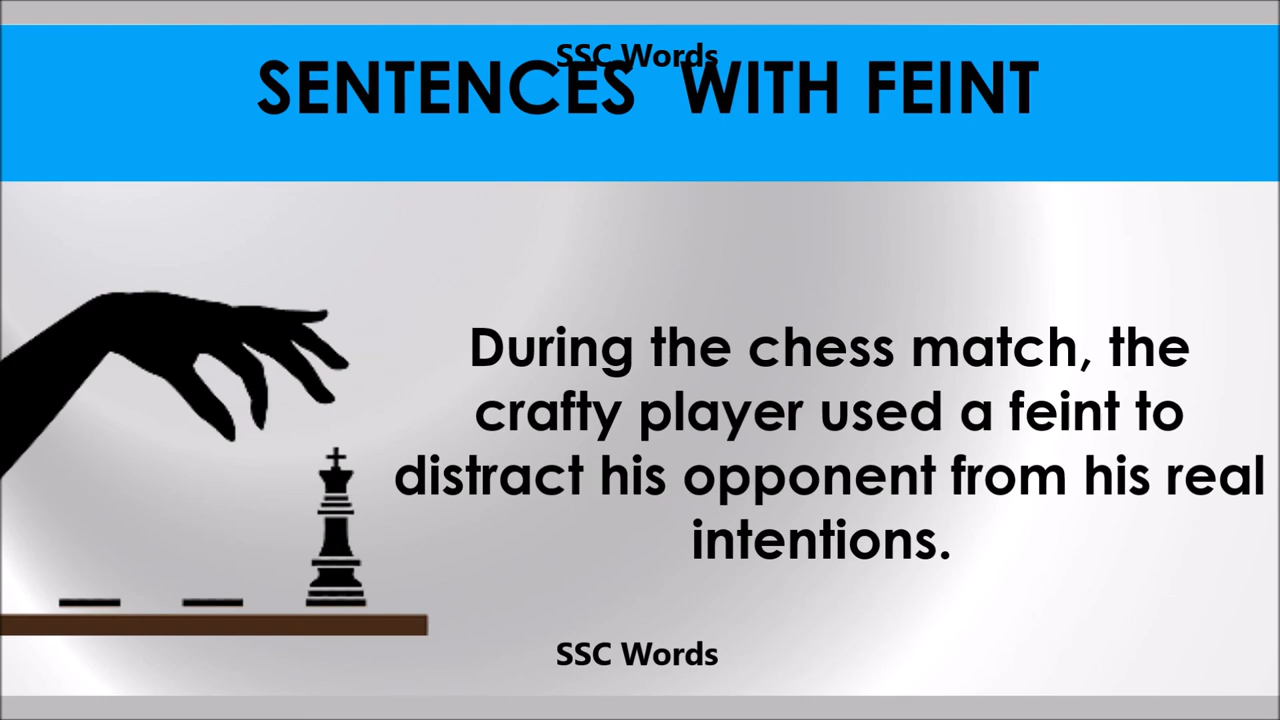 SSC Words
SENTENCES WITH FEINT
During the chess match, the
crafty player used a feint to
distract his opponent from his real
intentions.
SSC Words